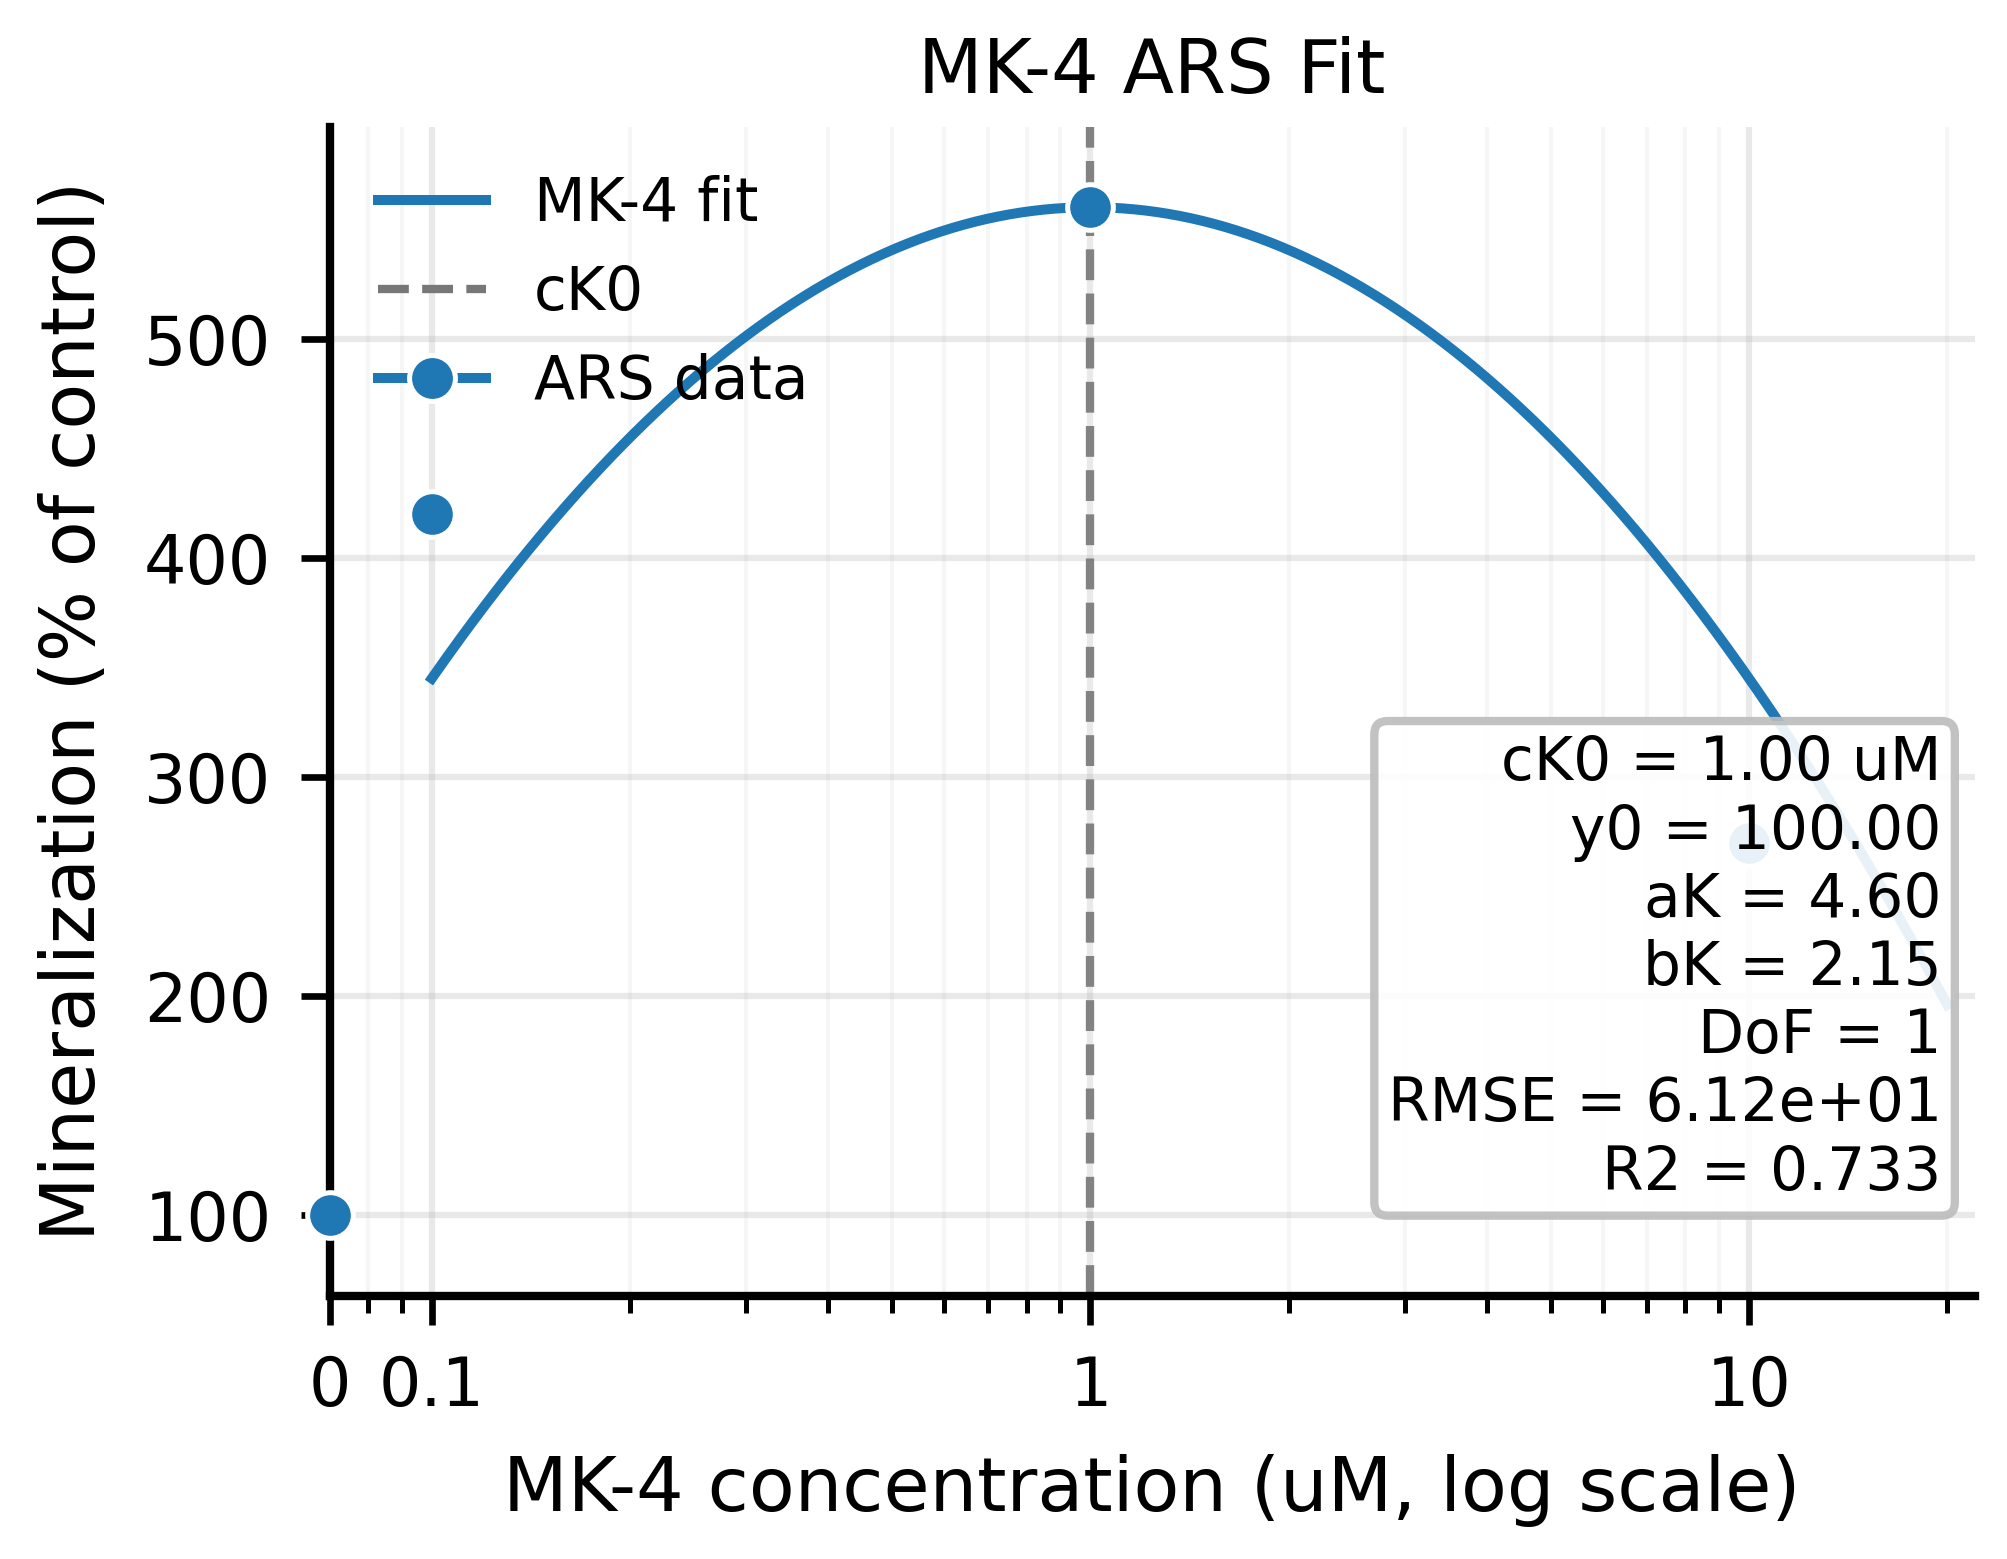 MK-4 ARS Fit
MK-4 fit
cK0
ARS data
Mineralization (% of control)
500
400
300
200
100
cK0 = 1.00 uM
y0 = 100.00
aK = 4.60
bK = 2.15
DoF = 1
RMSE = 6.12e+01
R2 = 0.733
0 0.1 1 10
MK-4 concentration (uM, log scale)